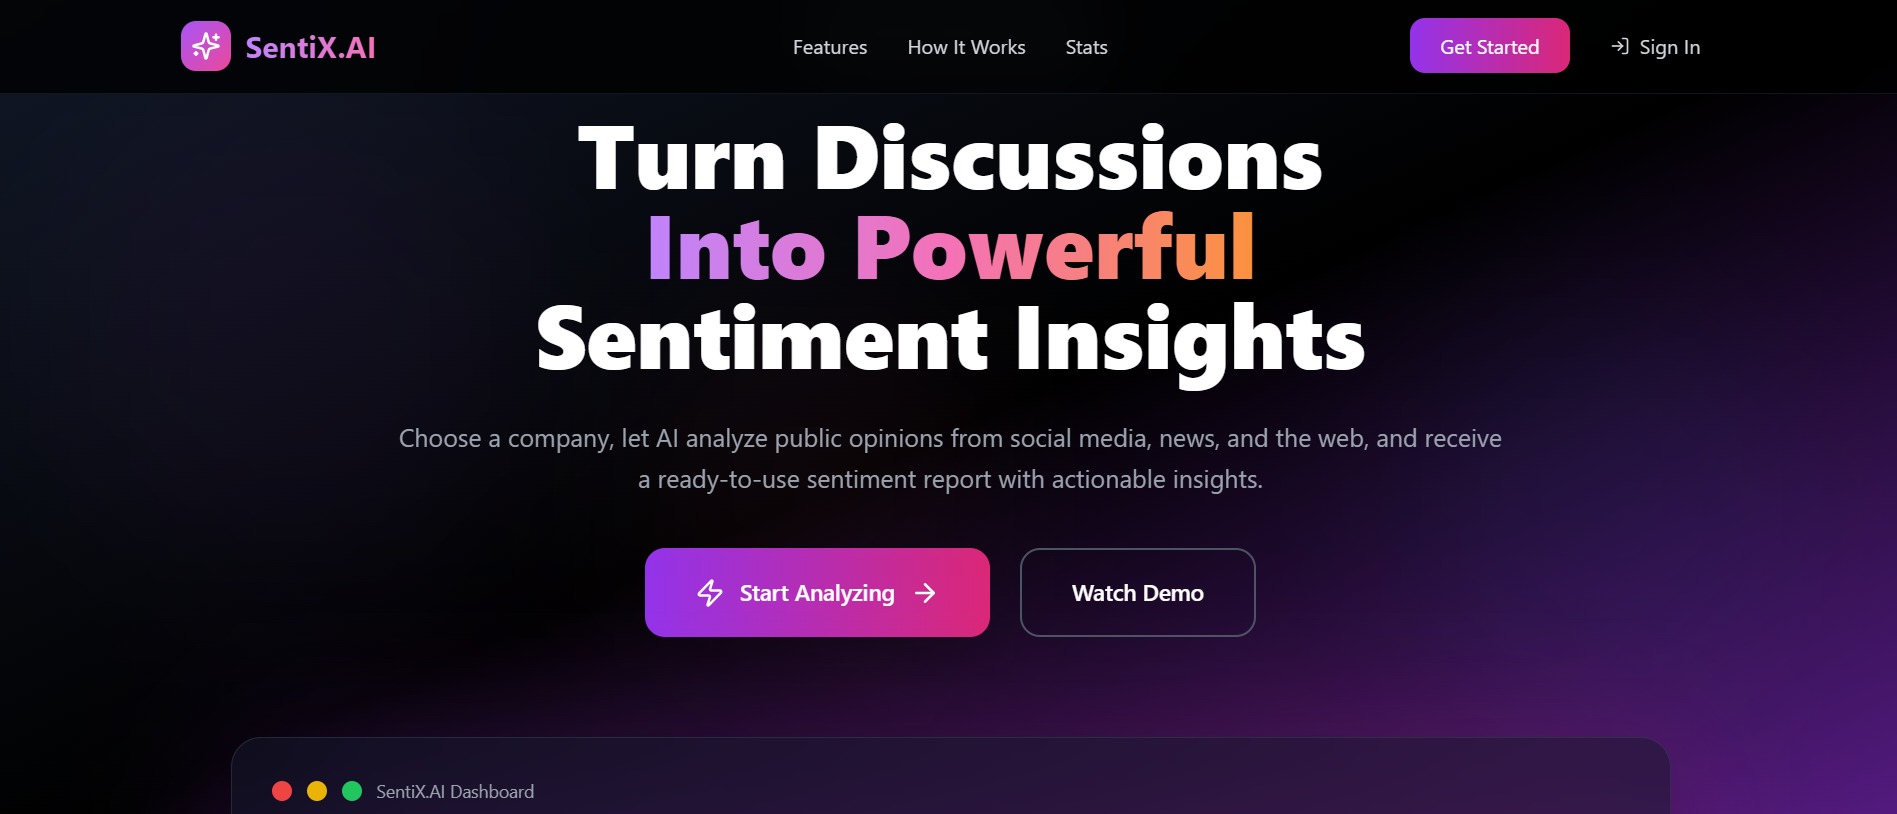 SentiX.AI
Features
How It Works
Stats
Get Started
Sign In
Turn Discussions
Into Powerful
Sentiment Insights
Choose a company, let AI analyze public opinions from social media, news, and the web, and receive
a ready-to-use sentiment report with actionable insights.
Start Analyzing
Watch Demo
SentiX.AI Dashboard